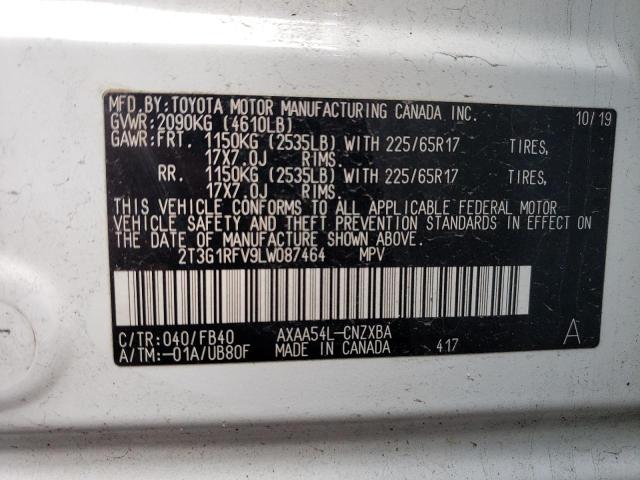 MFD.BY:TOYOTA MOTOR MANUFACTURING CANADA INC. 10/19
GVWR:2090KG (4610LB)
GAWR:FRT. 1150KG (2535LB) WITH 225/65R17 TIRES,
17X7.0J RIMS.
RR. 1150KG (2535LB) WITH 225/65R17 TIRES,
17X7.0J RIMS.
THIS VEHICLE CONFORMS TO ALL APPLICABLE FEDERAL MOTOR
VEHICLE SAFETY AND THEFT PREVENTION STANDARDS IN EFFECT ON
THE DATE OF MANUFACTURE SHOWN ABOVE.
2T3G1RFV9LW087464 MPV
C/TR:040/FB40 AXAA54L-CNZXBA A
A/TM:-01A/UB80F MADE IN CANADA 417